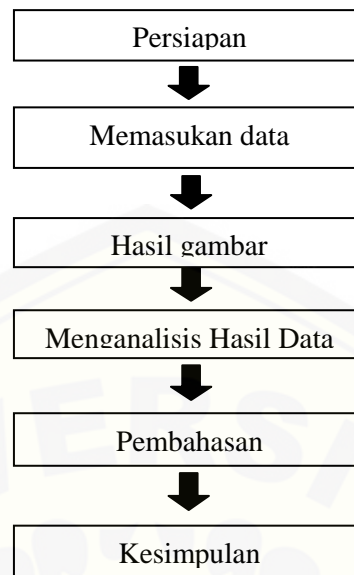 Persiapan
Memasukan data
Hasil gambar
Menganalisis Hasil Data
Pembahasan
Kesimpulan